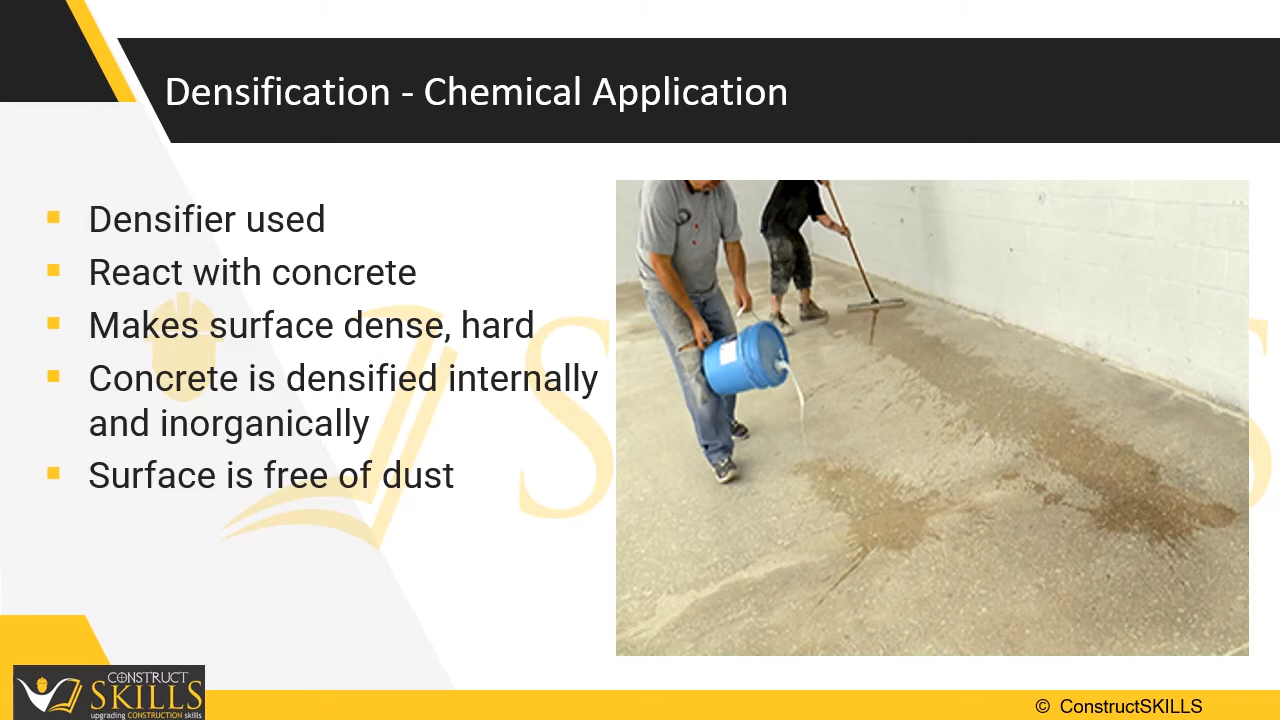 Densification - Chemical Application
Densifier used
React with concrete
Makes surface dense, hard
Concrete is densified internally
and inorganically
Surface is free of dust
CONSTRUCT
SKILLS
upgrading CONSTRUCTION skills
© ConstructSKILLS